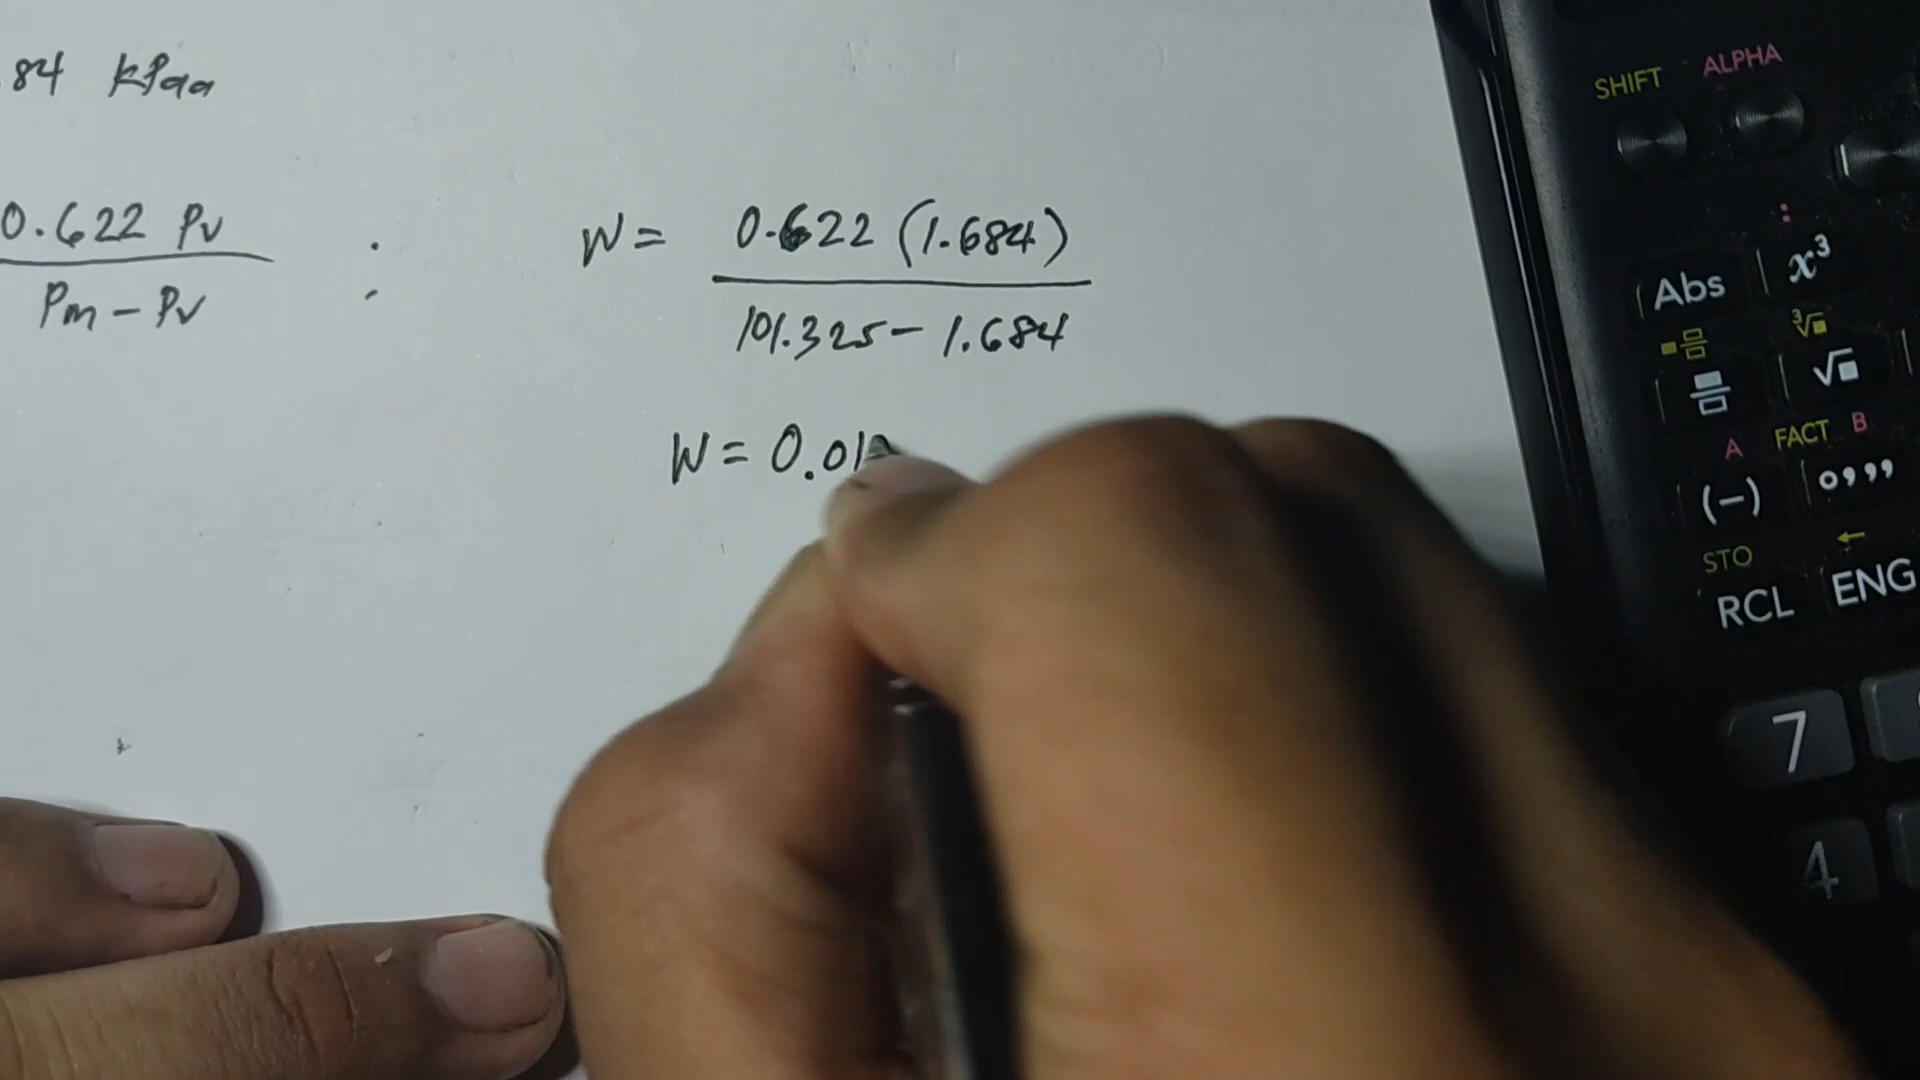 .84 kPaa
0.622 Pv
Pm - Pv
:
W = 0.622 (1.684)
101.325 - 1.684
W = 0.01
SHIFT ALPHA
:
Abs x³
■ ³√■
√■
A FACT B
(−) °,,,
STO ←
RCL ENG
7
4